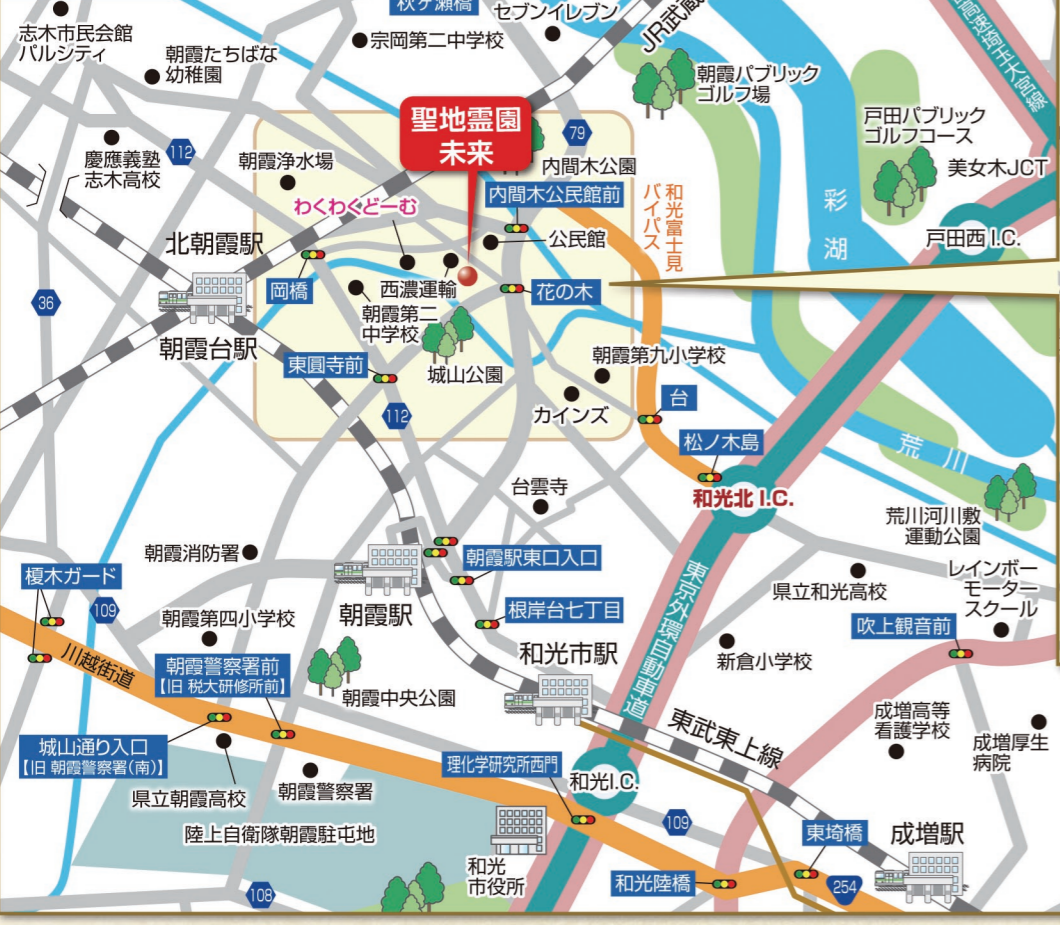 秋ヶ瀬橋
セブンイレブン
志木市民会館
パルシティ
宗岡第二中学校
JR武蔵
朝霞たちばな
幼稚園
朝霞パブリック
ゴルフ場
高速埼玉大宮線
戸田パブリック
ゴルフコース
美女木JCT
聖地霊園
未来
79
112
慶應義塾
志木高校
朝霞浄水場
内間木公園
わくわくどーむ
内間木公民館前
和光富士見
バイパス
彩湖
公民館
戸田西I.C.
北朝霞駅
岡橋
西濃運輸
花の木
36
朝霞第二
中学校
朝霞台駅
東圓寺前
城山公園
朝霞第九小学校
カインズ
台
112
松ノ木島
荒川
和光北I.C.
台雲寺
荒川河川敷
運動公園
朝霞消防署
朝霞駅東口入口
榎木ガード
109
県立和光高校
レインボー
モーター
スクール
朝霞第四小学校
朝霞駅
根岸台七丁目
東京外環自動車道
吹上観音前
川越街道
朝霞警察署前
【旧 税大研修所前】
和光市駅
新倉小学校
朝霞中央公園
東武東上線
成増高等
看護学校
成増厚生
病院
城山通り入口
【旧 朝霞警察署(南)】
理化学研究所西門
和光I.C.
県立朝霞高校
朝霞警察署
109
陸上自衛隊朝霞駐屯地
東埼橋
成増駅
和光
市役所
和光陸橋
254
108